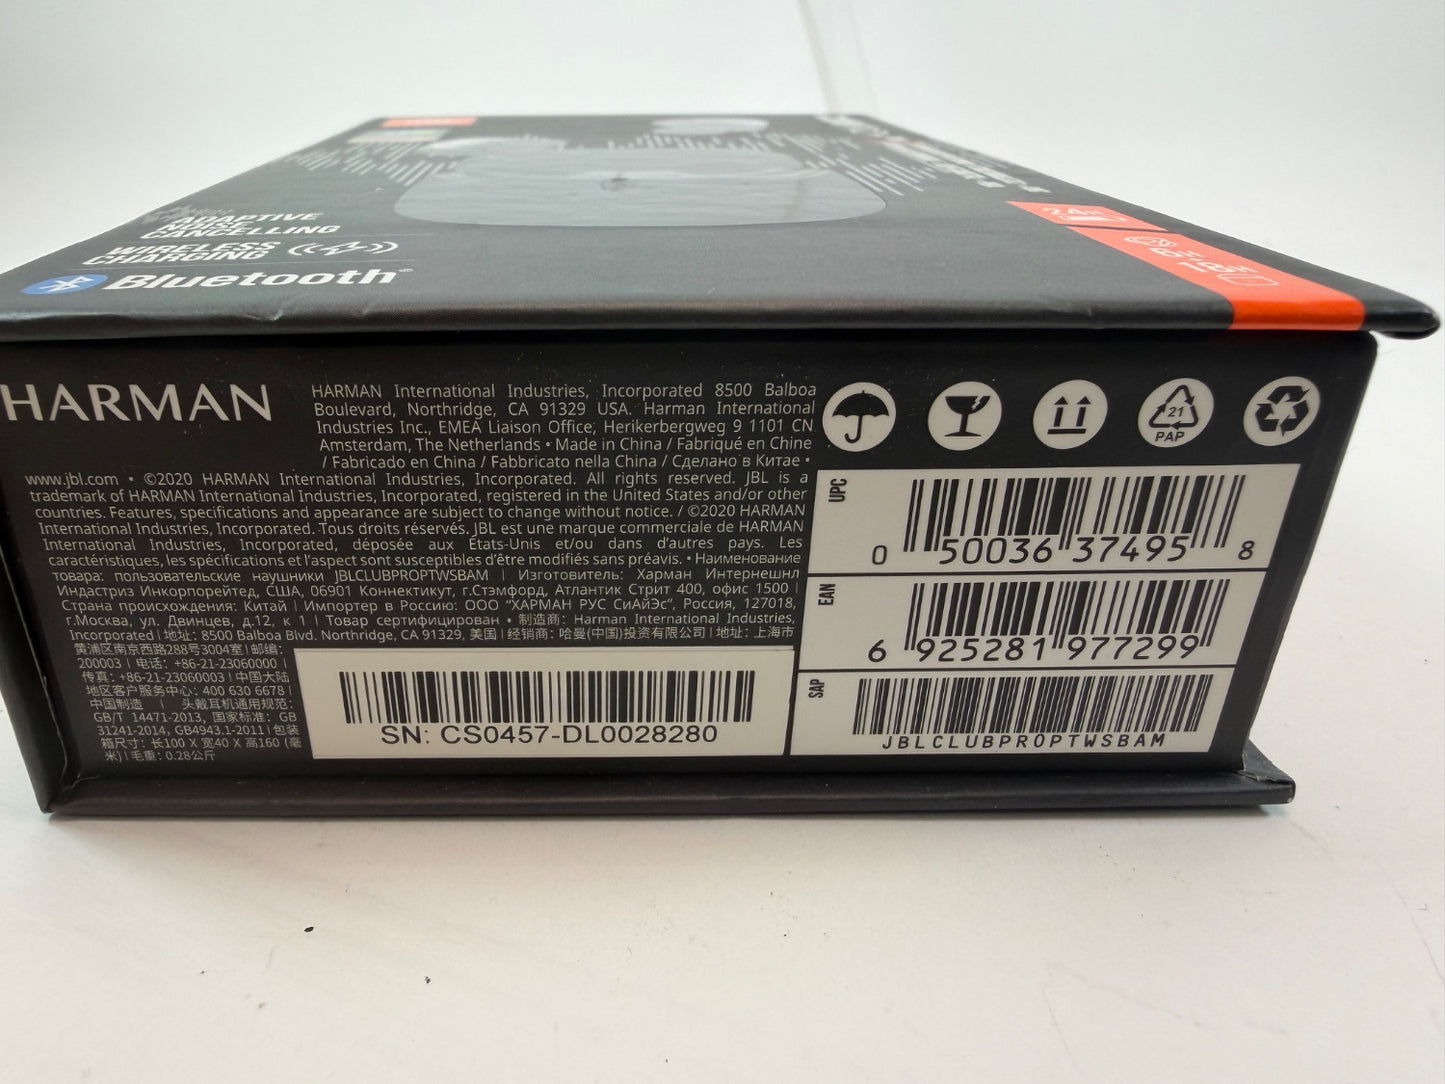 ADAPTIVE
NOISE
CANCELLING
WIRELESS
CHARGING
Bluetooth®
HARMAN
HARMAN International Industries, Incorporated 8500 Balboa
Boulevard, Northridge, CA 91329 USA. Harman International
Industries Inc., EMEA Liaison Office, Herikerbergweg 9 1101 CN,
Amsterdam, The Netherlands • Made in China / Fabriqué en Chine
/ Fabricado en China / Fabbricato nella China / Сделано в Китае •
www.jbl.com • ©2020 HARMAN International Industries, Incorporated. All rights reserved. JBL is a
trademark of HARMAN International Industries, Incorporated, registered in the United States and/or other
countries. Features, specifications and appearance are subject to change without notice. / ©2020 HARMAN
International Industries, Incorporated. Tous droits réservés. JBL est une marque commerciale de HARMAN
International Industries, Incorporated, déposée aux États-Unis et/ou dans d'autres pays. Les
caractéristiques, les spécifications et l'aspect sont susceptibles d'être modifiés sans préavis. • Наименование
товара: пользовательские наушники JBLCLUBPROPTWSBAM | Изготовитель: Харман Интернешнл
Индастриз Инкорпорейтед, США, 06901 Коннектикут, г.Стэмфорд, Атлантик Стрит 400, офис 1500 |
Страна происхождения: Китай | Импортер в Россию: ООО "ХАРМАН РУС СиАйЭс", Россия, 127018,
г.Москва, ул. Двинцев, д.12, к 1 | Товар сертифицирован • 制造商: Harman International Industries,
Incorporated | 地址: 8500 Balboa Blvd. Northridge, CA 91329, 美国 | 经销商: 哈曼(中国)投资有限公司 | 地址: 上海市
黄浦区南京西路288号3004室 | 邮编:
200003 | 电话: +86-21-23060000 |
传真: +86-21-23060003 | 中国大陆
地区客户服务中心: 400 630 6678 |
中国制造 | 头戴耳机通用规范:
GB/T 14471-2013, 国家标准: GB
31241-2014, GB4943.1-2011 | 包装
箱尺寸: 长100 X 宽40 X 高160 (毫
米) | 毛重: 0.28公斤
SN: CS0457-DL0028280
21
PAP
UPC
0 50036 37495 8
EAN
6 925281 977299
SAP
JBLCLUBPROPTWSBAM